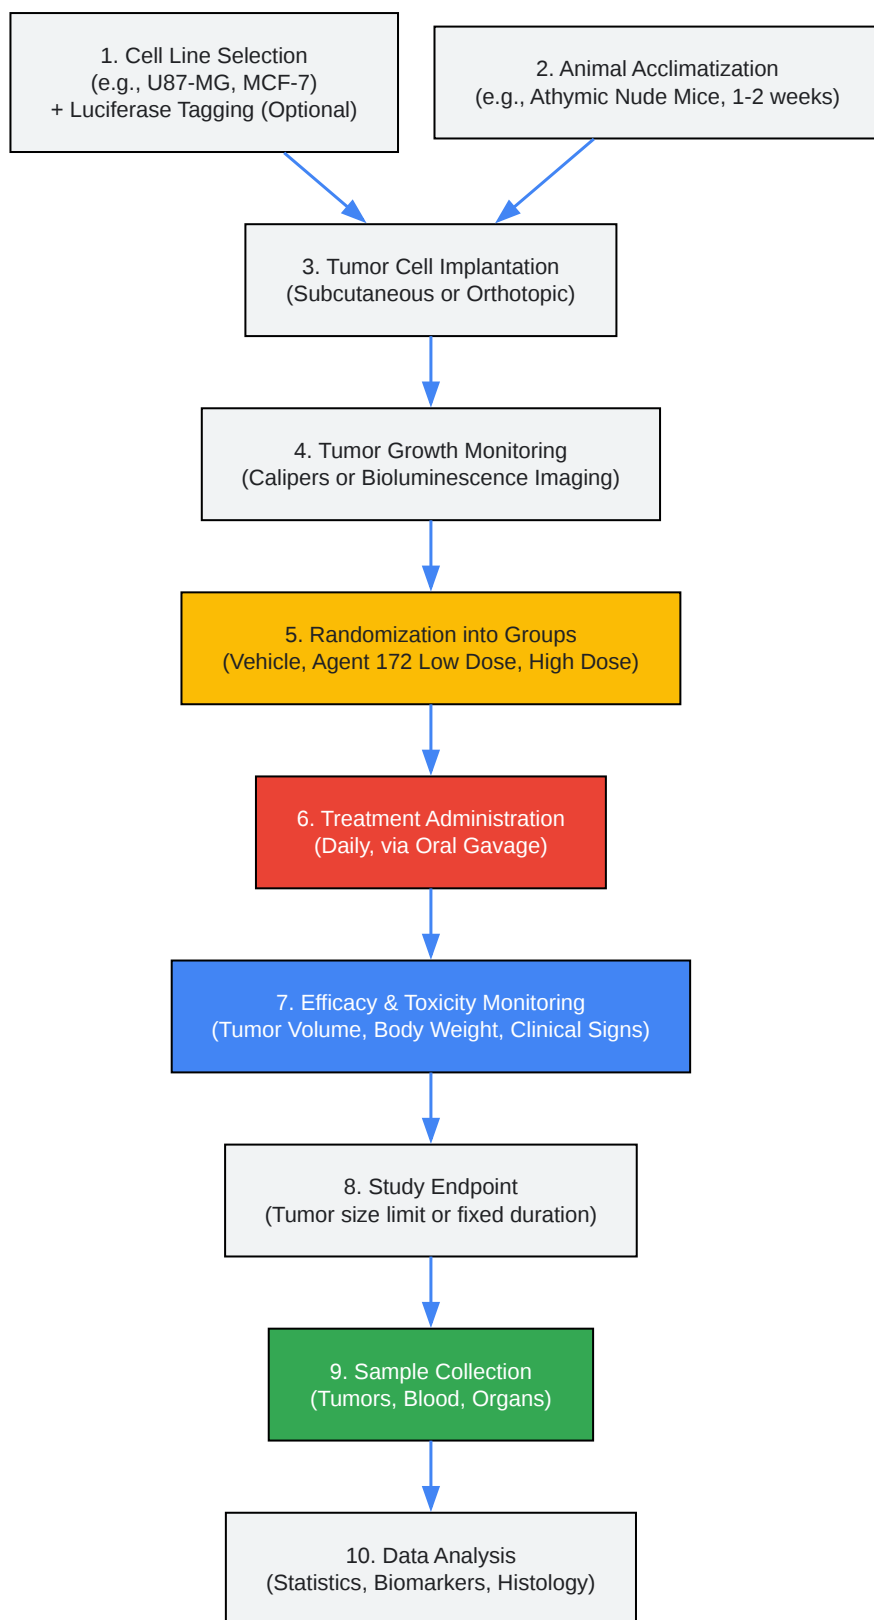 1. Cell Line Selection
(e.g., U87-MG, MCF-7)
+ Luciferase Tagging (Optional)
2. Animal Acclimatization
(e.g., Athymic Nude Mice, 1-2 weeks)
3. Tumor Cell Implantation
(Subcutaneous or Orthotopic)
4. Tumor Growth Monitoring
(Calipers or Bioluminescence Imaging)
5. Randomization into Groups
(Vehicle, Agent 172 Low Dose, High Dose)
6. Treatment Administration
(Daily, via Oral Gavage)
7. Efficacy & Toxicity Monitoring
(Tumor Volume, Body Weight, Clinical Signs)
8. Study Endpoint
(Tumor size limit or fixed duration)
9. Sample Collection
(Tumors, Blood, Organs)
10. Data Analysis
(Statistics, Biomarkers, Histology)